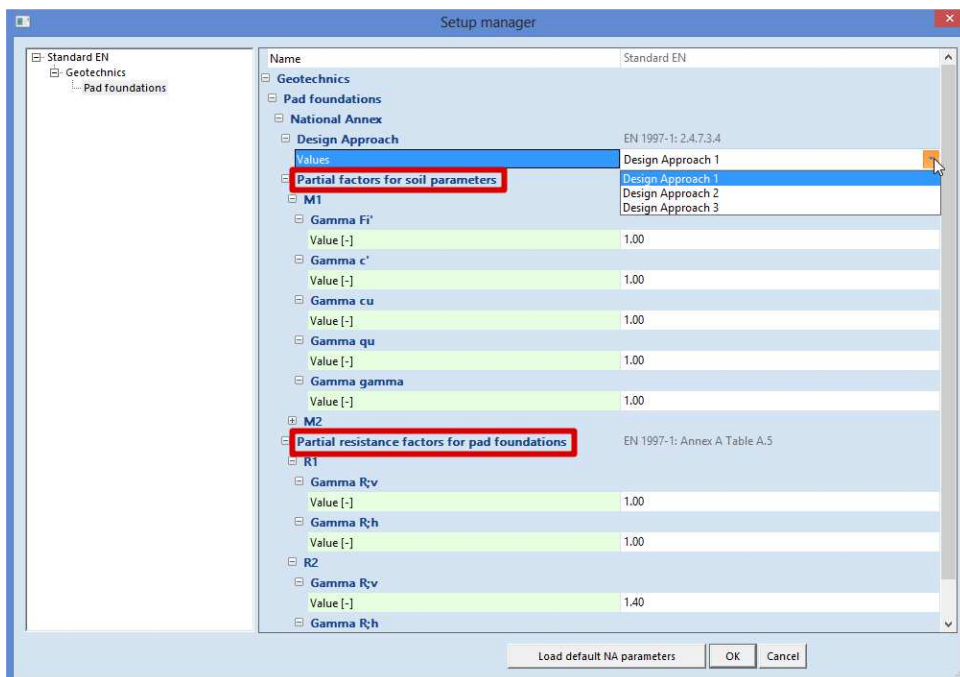 Setup manager
Standard EN
Geotechnics
Pad foundations
Name Standard EN
Geotechnics
Pad foundations
National Annex
Design Approach EN 1997-1: 2.4.7.3.4
Values Design Approach 1
Design Approach 1
Design Approach 2
Design Approach 3
Partial factors for soil parameters
M1
Gamma Fi'
Value [-] 1.00
Gamma c'
Value [-] 1.00
Gamma cu
Value [-] 1.00
Gamma qu
Value [-] 1.00
Gamma gamma
Value [-] 1.00
M2
Partial resistance factors for pad foundations EN 1997-1: Annex A Table A.5
R1
Gamma R;v
Value [-] 1.00
Gamma R;h
Value [-] 1.00
R2
Gamma R;v
Value [-] 1.40
Gamma R;h
Load default NA parameters OK Cancel